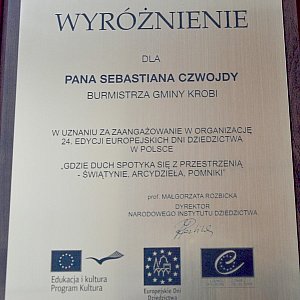 WYRÓŻNIENIE
DLA
PANA SEBASTIANA CZWOJDY
BURMISTRZA GMINY KROBI
W UZNANIU ZA ZAANGAŻOWANIE W ORGANIZACJĘ
24. EDYCJI EUROPEJSKICH DNI DZIEDZICTWA
W POLSCE
„GDZIE DUCH SPOTYKA SIĘ Z PRZESTRZENIĄ
- ŚWIĄTYNIE, ARCYDZIEŁA, POMNIKI"
prof. MAŁGORZATA ROZBICKA
DYREKTOR
NARODOWEGO INSTYTUTU DZIEDZICTWA
Edukacja i kultura
Program Kultura
Europejskie Dni
Dziedzictwa